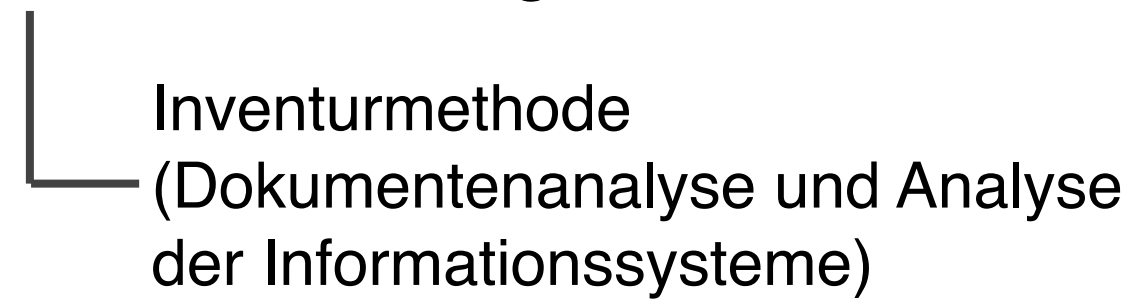 Inventurmethode
(Dokumentenanalyse und Analyse
der Informationssysteme)